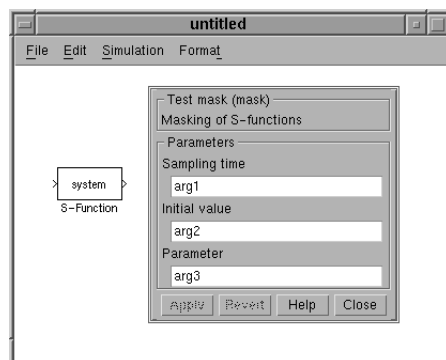 untitled
File Edit Simulation Format
Test mask (mask)
Masking of S-functions
Parameters
Sampling time
arg1
system
S-Function
Initial value
arg2
Parameter
arg3
Apply Revert Help Close